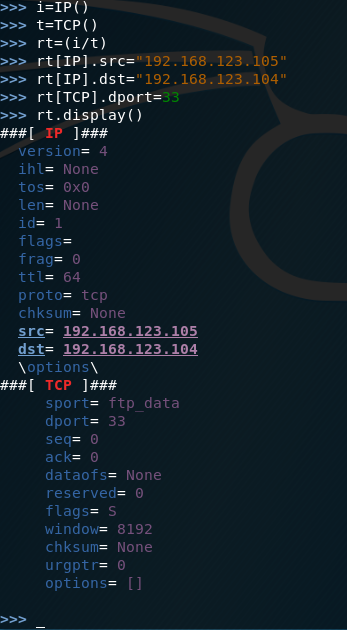 >>> i=IP()
>>> t=TCP()
>>> rt=(i/t)
>>> rt[IP].src="192.168.123.105"
>>> rt[IP].dst="192.168.123.104"
>>> rt[TCP].dport=33
>>> rt.display()
###[ IP ]###
  version= 4
  ihl= None
  tos= 0x0
  len= None
  id= 1
  flags=
  frag= 0
  ttl= 64
  proto= tcp
  chksum= None
  src= 192.168.123.105
  dst= 192.168.123.104
  \options\
###[ TCP ]###
     sport= ftp_data
     dport= 33
     seq= 0
     ack= 0
     dataofs= None
     reserved= 0
     flags= S
     window= 8192
     chksum= None
     urgptr= 0
     options= []
>>> _